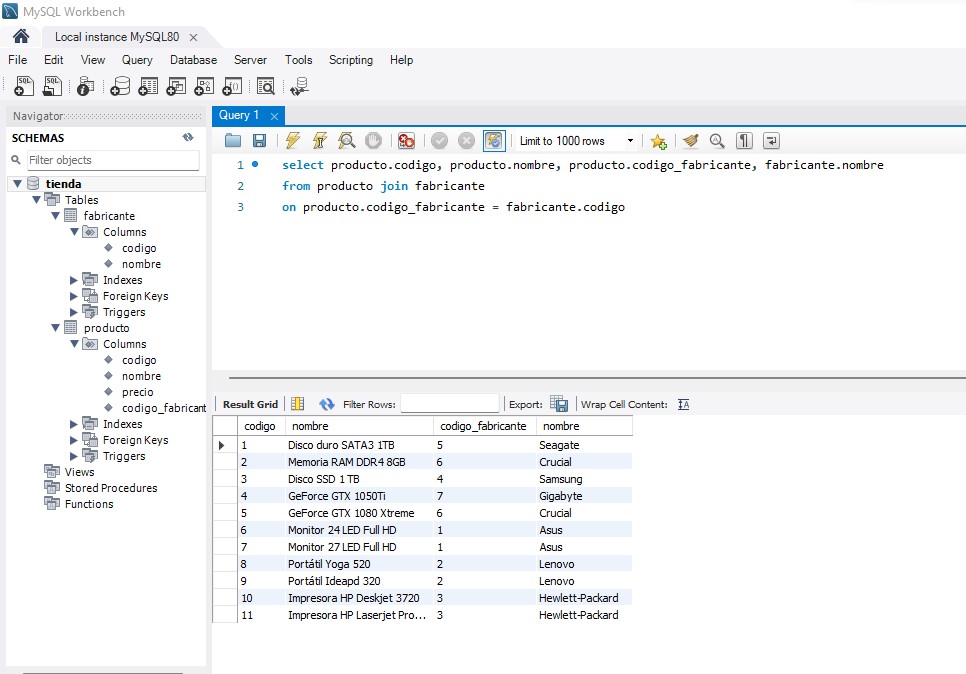 MySQL Workbench
Local instance MySQL80
File Edit View Query Database Server Tools Scripting Help
SQL SQL
Navigator
SCHEMAS
Filter objects
tienda
Tables
fabricante
Columns
codigo
nombre
Indexes
Foreign Keys
Triggers
producto
Columns
codigo
nombre
precio
codigo_fabricant
Indexes
Foreign Keys
Triggers
Views
Stored Procedures
Functions
Query 1
Limit to 1000 rows
1 select producto.codigo, producto.nombre, producto.codigo_fabricante, fabricante.nombre
2 from producto join fabricante
3 on producto.codigo_fabricante = fabricante.codigo
Result Grid Filter Rows: Export: Wrap Cell Content:
codigo nombre codigo_fabricante nombre
1 Disco duro SATA3 1TB 5 Seagate
2 Memoria RAM DDR4 8GB 6 Crucial
3 Disco SSD 1 TB 4 Samsung
4 GeForce GTX 1050Ti 7 Gigabyte
5 GeForce GTX 1080 Xtreme 6 Crucial
6 Monitor 24 LED Full HD 1 Asus
7 Monitor 27 LED Full HD 1 Asus
8 Portátil Yoga 520 2 Lenovo
9 Portátil Ideapd 320 2 Lenovo
10 Impresora HP Deskjet 3720 3 Hewlett-Packard
11 Impresora HP Laserjet Pro... 3 Hewlett-Packard